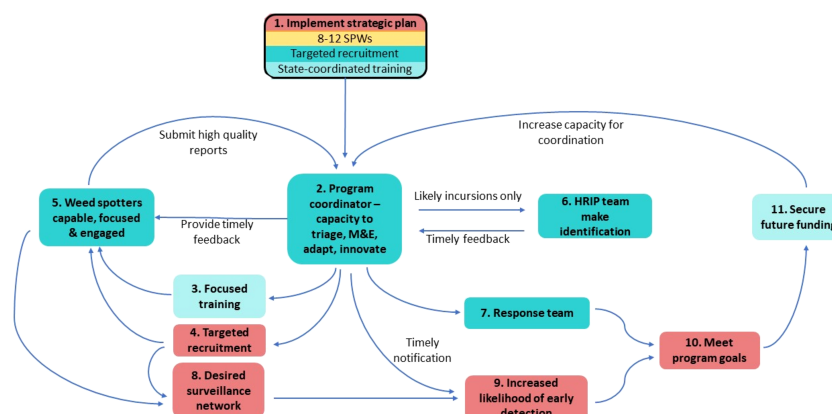 1. Implement strategic plan
8-12 SPWs
Targeted recruitment
State-coordinated training
Submit high quality
reports
Increase capacity for
coordination
2. Program
coordinator –
capacity to
triage, M&E,
adapt, innovate
5. Weed spotters
capable, focused
& engaged
Provide timely
feedback
Likely incursions only
Timely feedback
6. HRIP team
make
identification
11. Secure
future funding
3. Focused
training
4. Targeted
recruitment
8. Desired
surveillance
network
Timely
notification
7. Response team
9. Increased
likelihood of early
detection
10. Meet
program goals